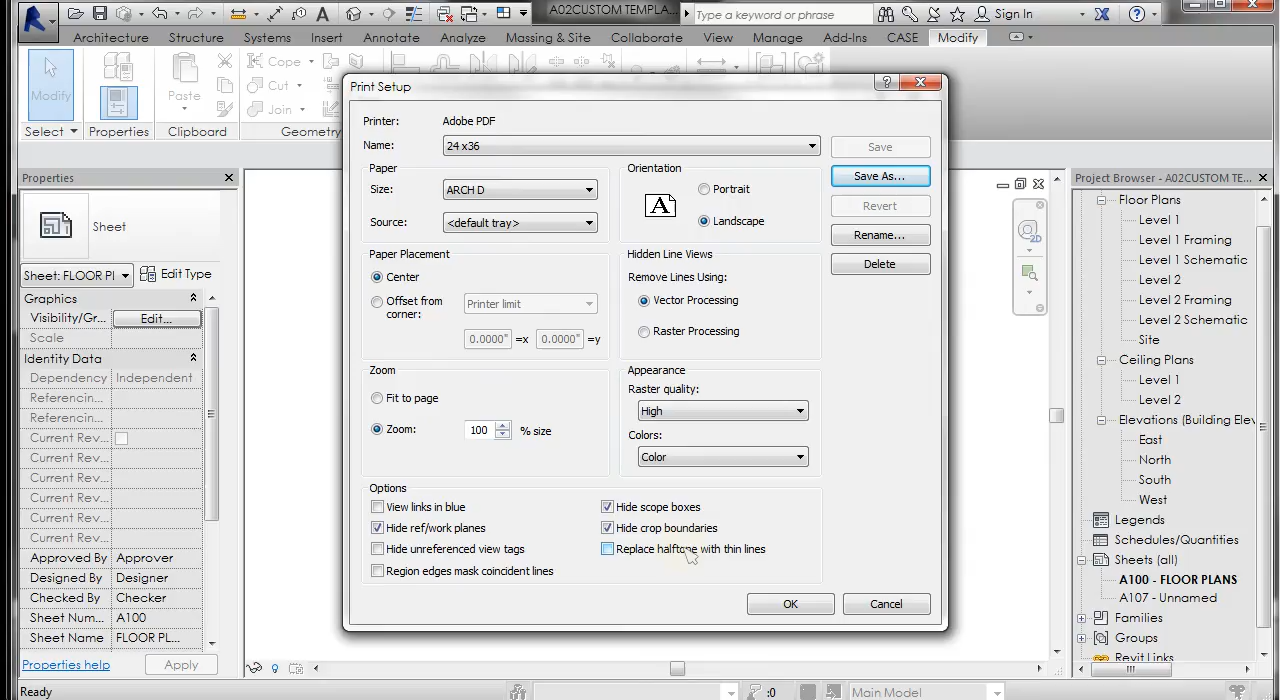 A02CUSTOM TEMPLA...
Type a keyword or phrase
Sign In
Architecture Structure Systems Insert Annotate Analyze Massing & Site Collaborate View Manage Add-Ins CASE Modify
Modify
Paste
Cope
Cut
Join
Select Properties Clipboard Geometry
Properties
Sheet
Sheet: FLOOR Pl
Edit Type
Graphics
Visibility/Gr... Edit...
Scale
Identity Data
Dependency Independent
Referencin...
Referencin...
Current Rev...
Current Rev...
Current Rev...
Current Rev...
Current Rev...
Approved By Approver
Designed By Designer
Checked By Checker
Sheet Num... A100
Sheet Name FLOOR PL...
Properties help Apply
Ready
Print Setup
Printer: Adobe PDF
Name: 24 x36
Save
Save As...
Revert
Rename...
Delete
Paper
Size: ARCH D
Source: <default tray>
Orientation
A
Portrait
Landscape
Paper Placement
Center
Offset from
corner:
Printer limit
0.0000" =x 0.0000" =y
Hidden Line Views
Remove Lines Using:
Vector Processing
Raster Processing
Zoom
Fit to page
Zoom: 100 % size
Appearance
Raster quality:
High
Colors:
Color
Options
View links in blue
Hide ref/work planes
Hide unreferenced view tags
Region edges mask coincident lines
Hide scope boxes
Hide crop boundaries
Replace halftone with thin lines
OK Cancel
2D
Project Browser - A02CUSTOM TE...
Floor Plans
Level 1
Level 1 Framing
Level 1 Schematic
Level 2
Level 2 Framing
Level 2 Schematic
Site
Ceiling Plans
Level 1
Level 2
Elevations (Building Elev
East
North
South
West
Legends
Schedules/Quantities
Sheets (all)
A100 - FLOOR PLANS
A107 - Unnamed
Families
Groups
Revit Links
:0
Main Model